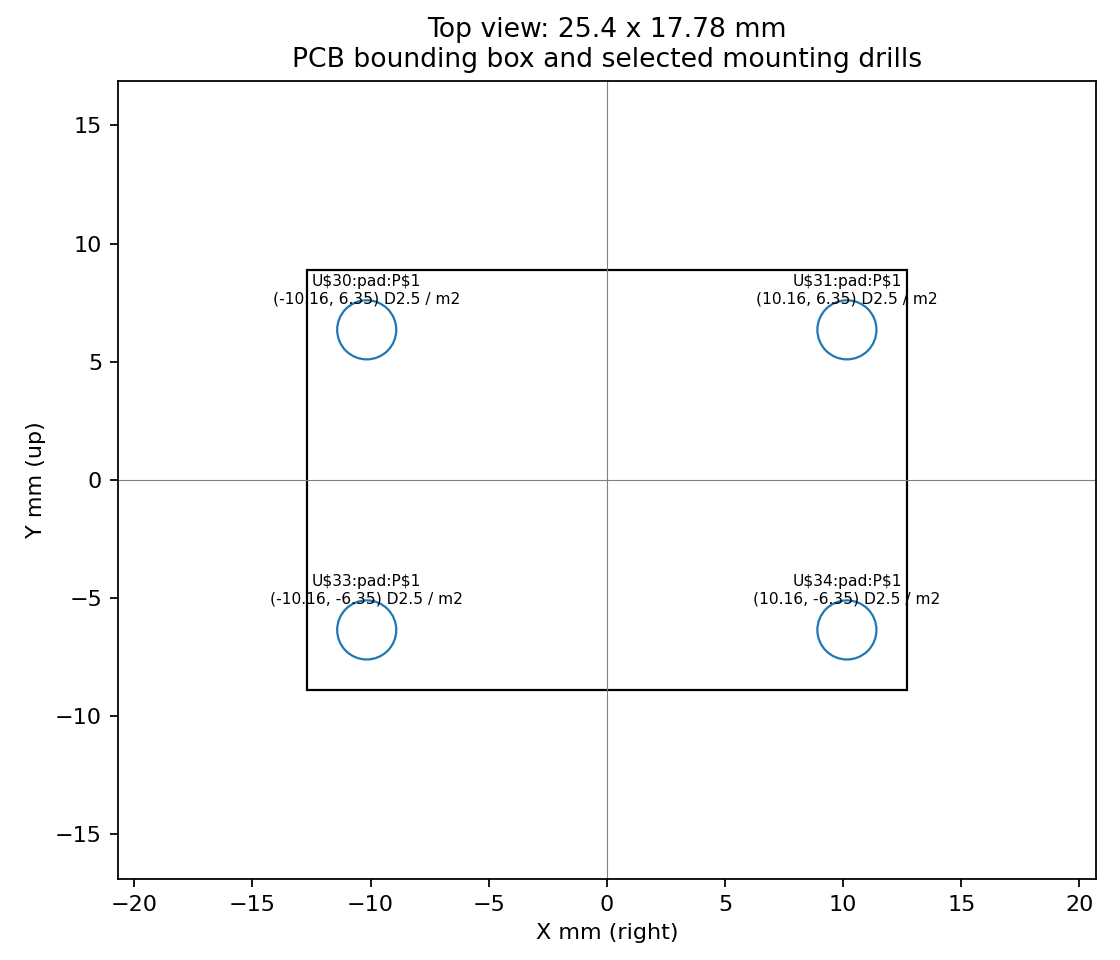 Top view: 25.4 x 17.78 mm
PCB bounding box and selected mounting drills
Y mm (up)
15
10
5
0
−5
−10
−15
U$30:pad:P$1
(-10.16, 6.35) D2.5 / m2
U$31:pad:P$1
(10.16, 6.35) D2.5 / m2
U$33:pad:P$1
(-10.16, -6.35) D2.5 / m2
U$34:pad:P$1
(10.16, -6.35) D2.5 / m2
−20
−15
−10
−5
0
5
10
15
20
X mm (right)